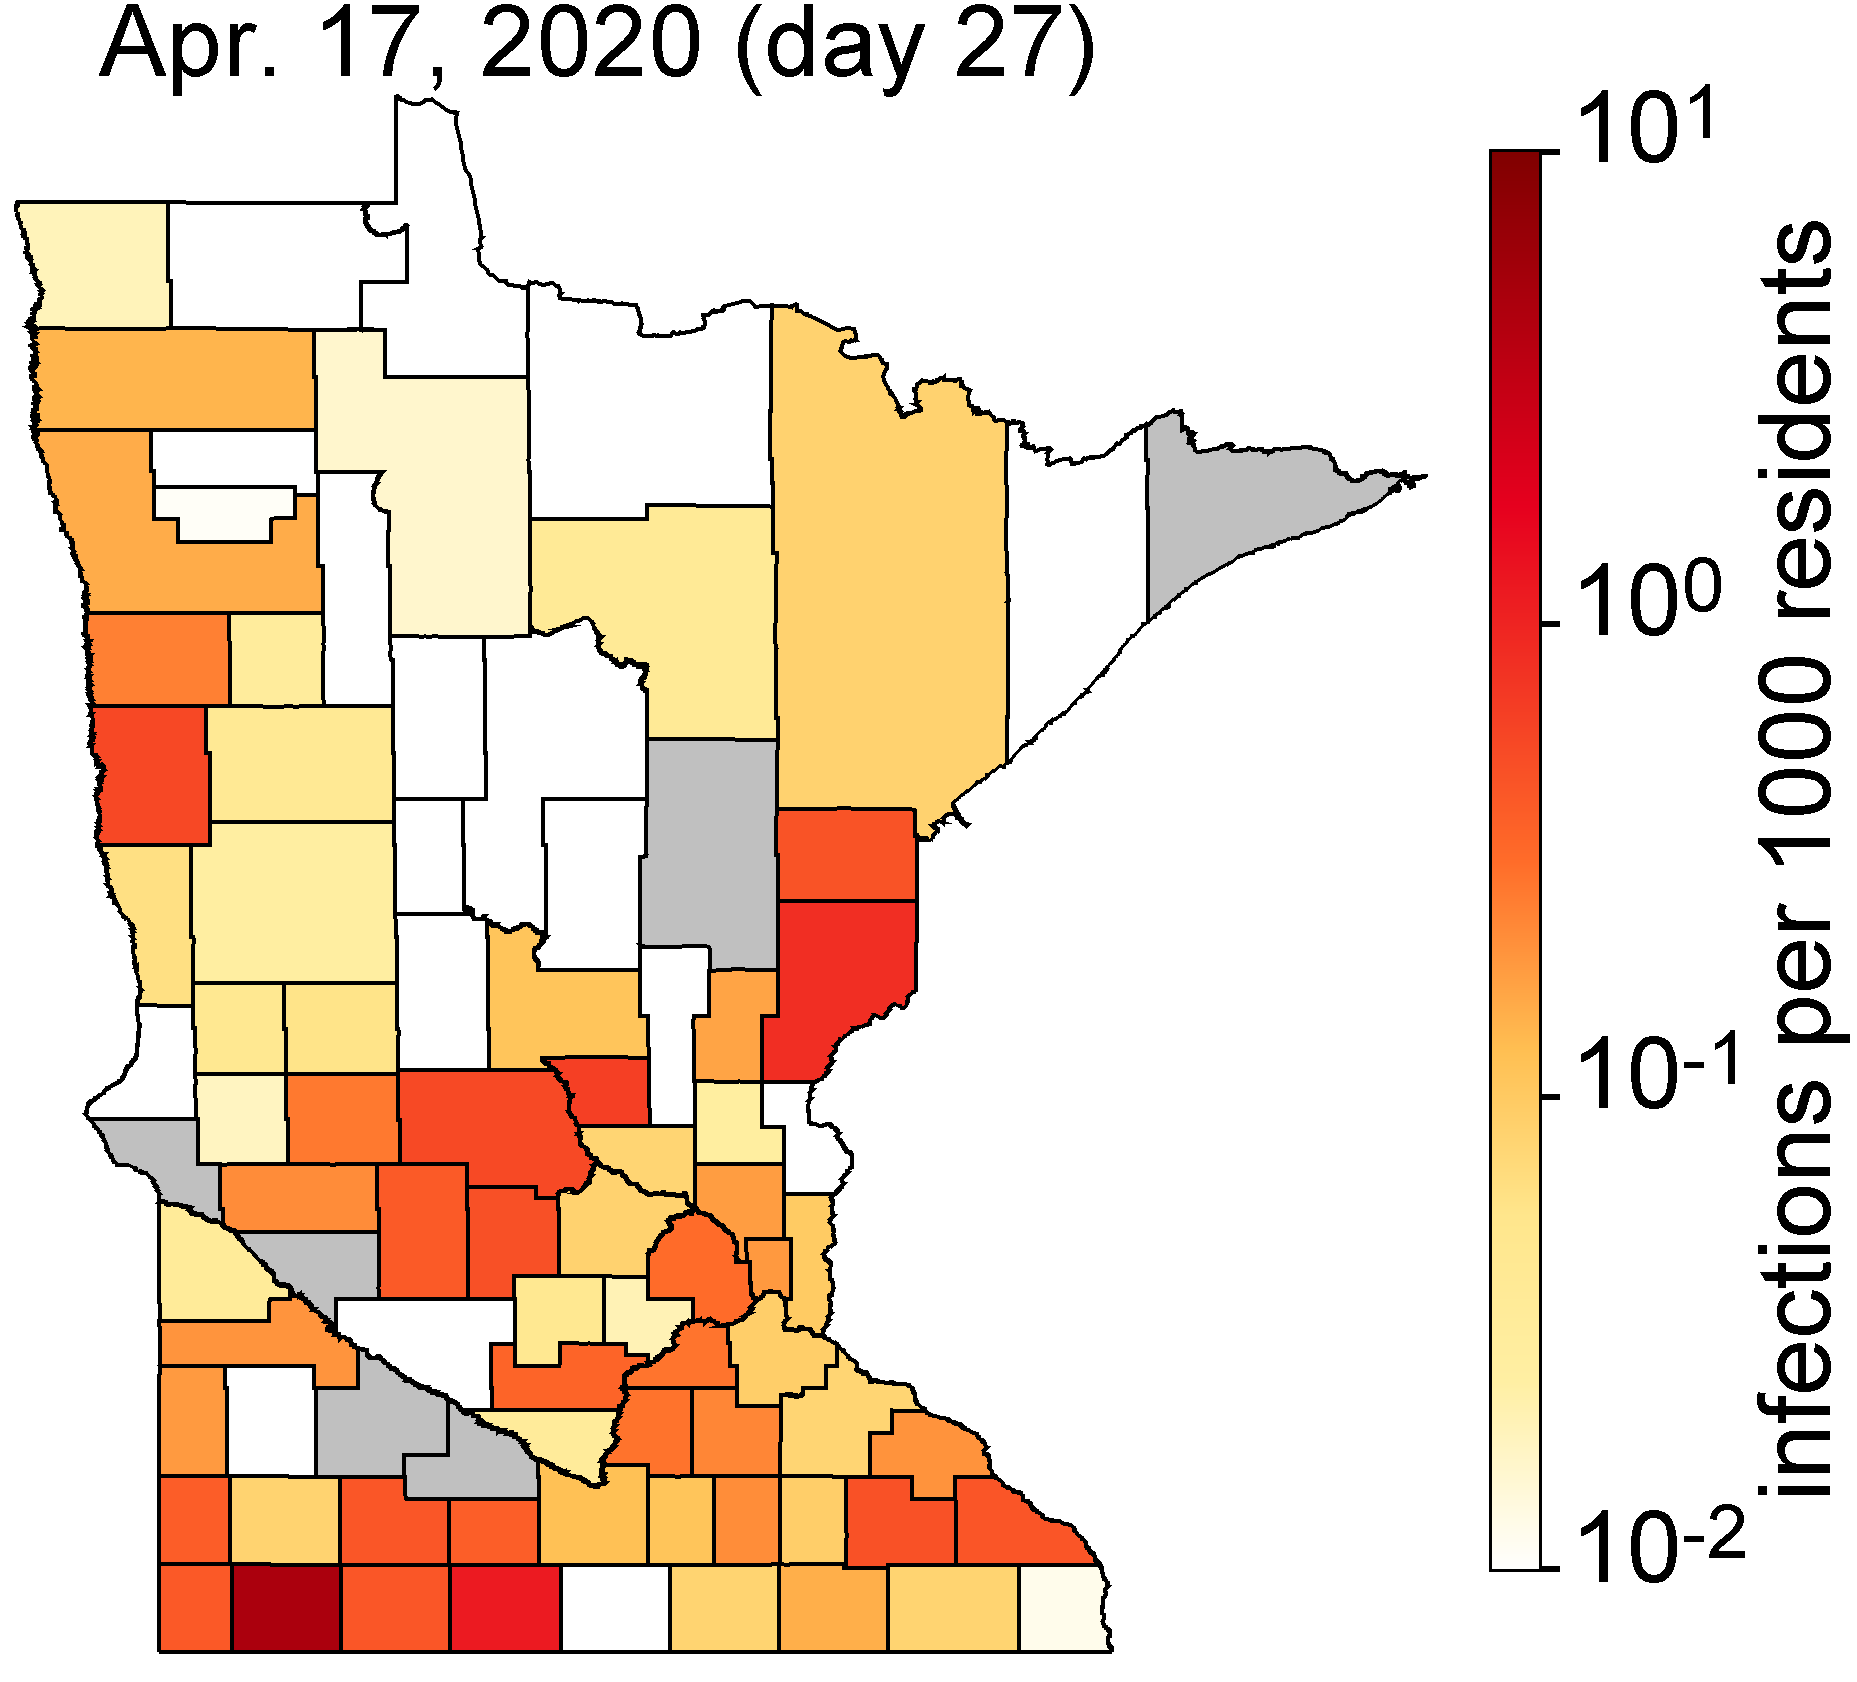 Apr. 17, 2020 (day 27)
10¹
10⁰
10⁻¹
10⁻²
infections per 1000 residents